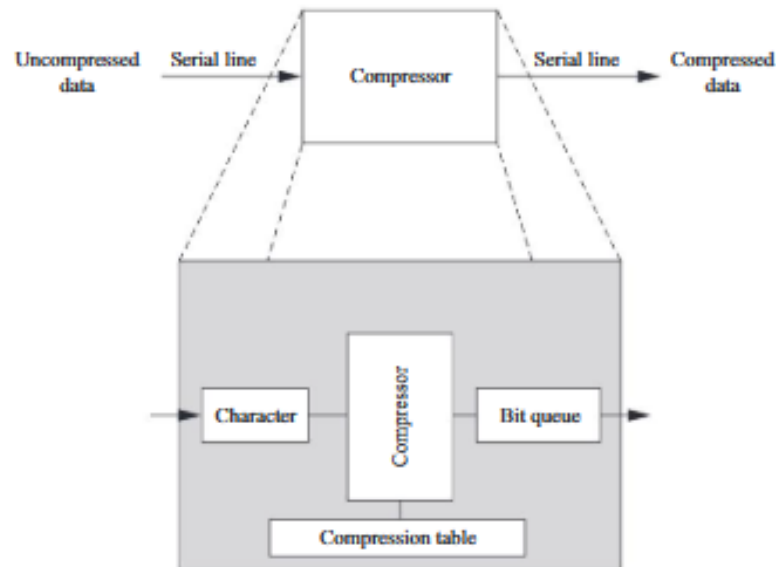 Uncompressed
data
Serial line
Compressor
Serial line
Compressed
data
Character
Compressor
Bit queue
Compression table